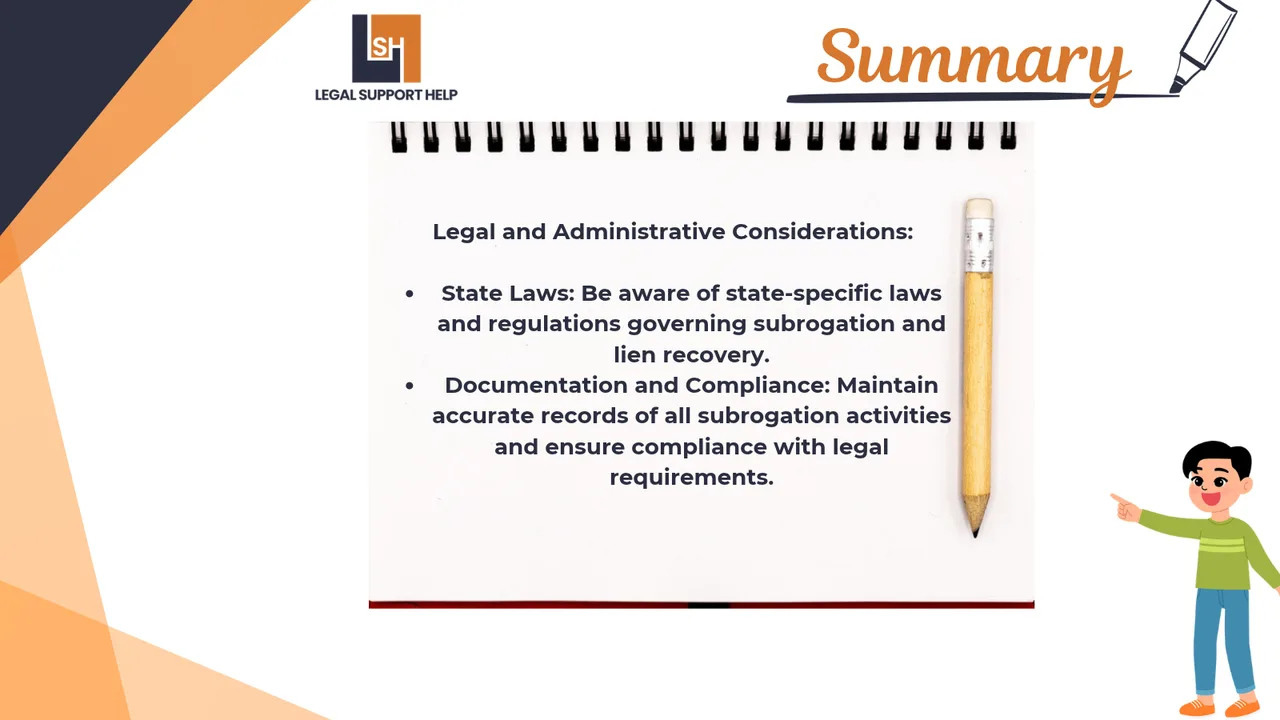 LSH
LEGAL SUPPORT HELP
Summary
Legal and Administrative Considerations:
• State Laws: Be aware of state-specific laws
and regulations governing subrogation and
lien recovery.
• Documentation and Compliance: Maintain
accurate records of all subrogation activities
and ensure compliance with legal
requirements.